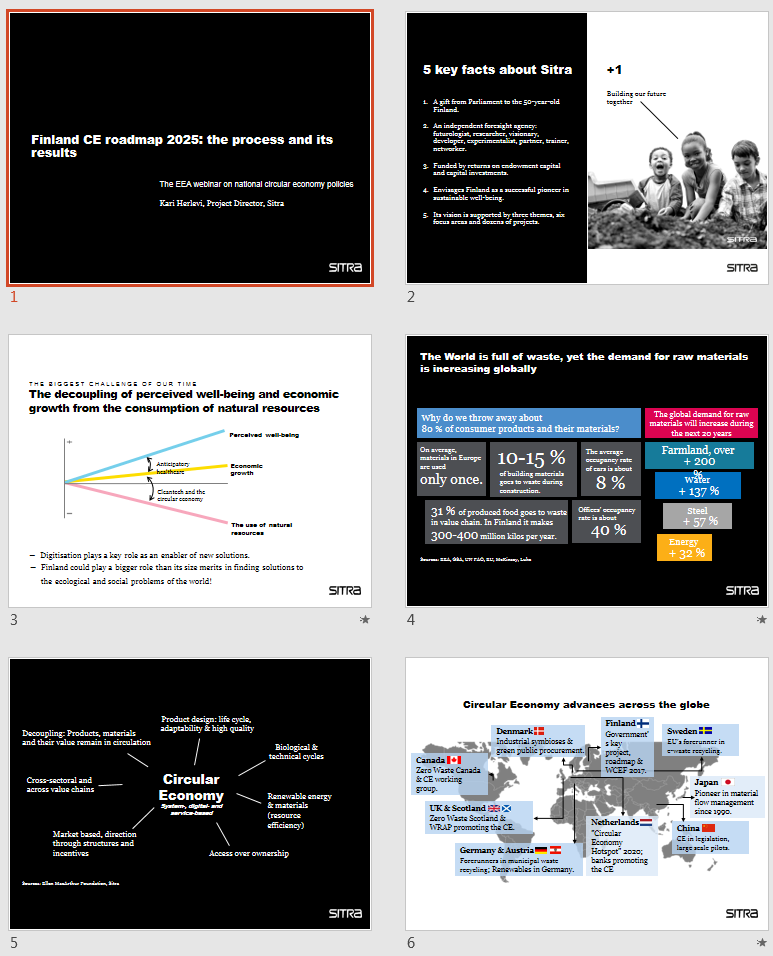 Finland CE roadmap 2025: the process and its
results
The EEA webinar on national circular economy policies
Kari Herlevi, Project Director, Sitra
SITRA
1
5 key facts about Sitra
1. A gift from Parliament to the 50-year-old
Finland.
2. An independent foresight agency:
futurologist, researcher, visionary,
developer, experimentalist, partner, trainer,
networker.
3. Funded by returns on endowment capital
and capital investments.
4. Envisages Finland as a successful pioneer in
sustainable well-being.
5. Its vision is supported by three themes, six
focus areas and dozens of projects.
+1
Building our future
together
SITRA
SITRA
2
THE BIGGEST CHALLENGE OF OUR TIME
The decoupling of perceived well-being and economic
growth from the consumption of natural resources
+
Perceived well-being
Anticipatory
healthcare
Economic
growth
Cleantech and the
circular economy
–
The use of natural
resources
– Digitisation plays a key role as an enabler of new solutions.
– Finland could play a bigger role than its size merits in finding solutions to
the ecological and social problems of the world!
SITRA
3
The World is full of waste, yet the demand for raw materials
is increasing globally
Why do we throw away about
80 % of consumer products and their materials?
On average,
materials in Europe
are used
only once.
10-15 %
of building materials
goes to waste during
construction.
The average
occupancy rate
of cars is about
8 %
31 % of produced food goes to waste
in value chain. In Finland it makes
300-400 million kilos per year.
Officers' occupancy
rate is about
40 %
The global demand for raw
materials will increase during
the next 20 years
Farmland, over
+ 200
%
Water
+ 137 %
Steel
+ 57 %
Energy
+ 32 %
Sources: EEA, UN FAO, EU, McKinsey, Luke
SITRA
4
Product design: life cycle,
adaptability & high quality
Decoupling: Products, materials
and their value remain in circulation
Biological &
technical cycles
Cross-sectoral and
across value chains
Circular
Economy
System-, digital- and
service-based
Renewable energy
& materials
(resource
efficiency)
Market based, direction
through structures and
incentives
Access over ownership
Sources: Ellen MacArthur Foundation, Sitra
SITRA
5
Circular Economy advances across the globe
Denmark
Industrial symbioses &
green public procurement.
Finland
Government'
s key
project,
roadmap &
WCEF 2017.
Sweden
EU's forerunner in
e-waste recycling.
Canada
Zero Waste Canada
& CE working
group.
Japan
Pioneer in material
flow management
since 1990.
UK & Scotland
Zero Waste Scotland &
WRAP promoting the CE.
Netherlands
"Circular
Economy
Hotspot" 2020;
banks promoting
the CE
China
CE in legislation,
large scale pilots.
Germany & Austria
Forerunners in municipal waste
recycling; Renewables in Germany.
SITRA
6